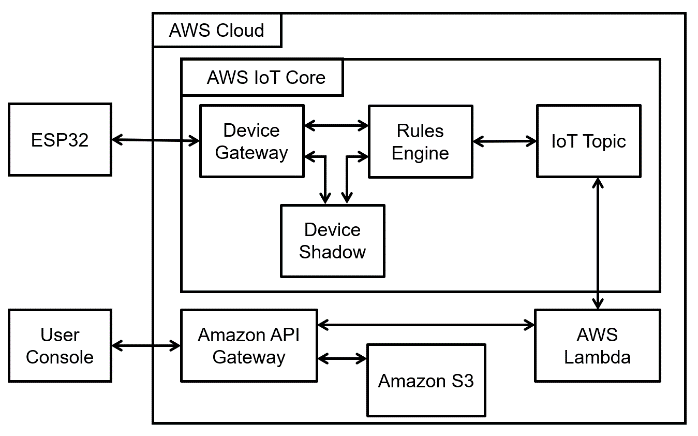 AWS Cloud
AWS IoT Core
ESP32
Device
Gateway
Rules
Engine
IoT Topic
Device
Shadow
User
Console
Amazon API
Gateway
Amazon S3
AWS
Lambda